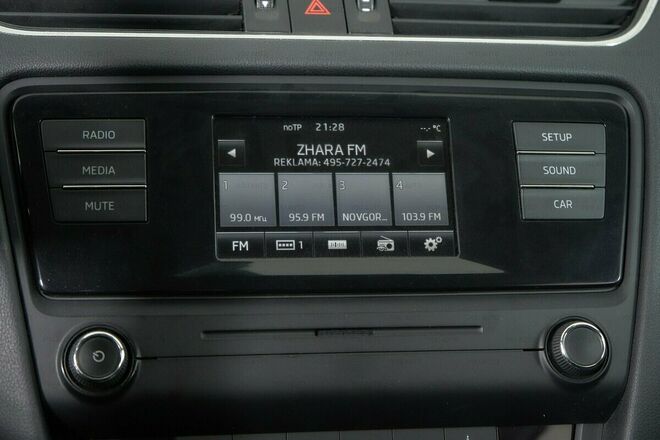 noTP 21:28 --.- °C
ZHARA FM
REKLAMA: 495-727-2474
1 2 3 4
99.0 МГЦ 95.9 FM NOVGOR... 103.9 FM
FM 1
RADIO
MEDIA
MUTE
SETUP
SOUND
CAR